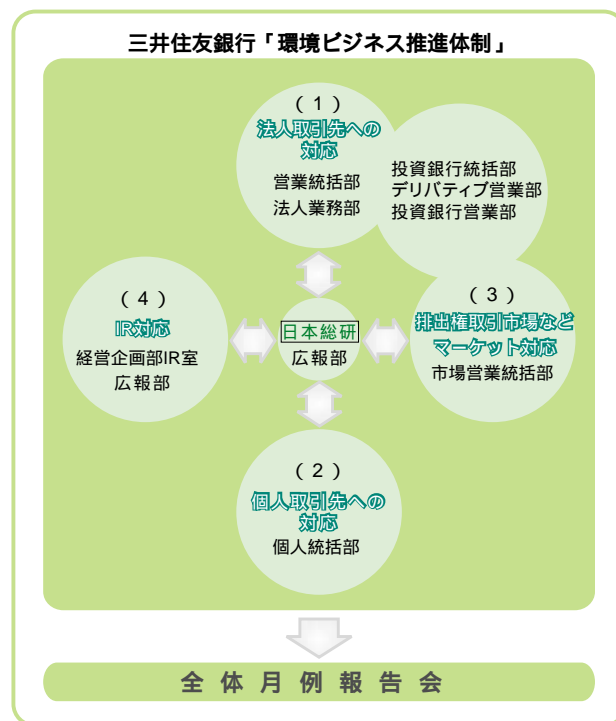 三井住友銀行「環境ビジネス推進体制」
（１）
法人取引先への
対応
営業統括部
法人業務部
投資銀行統括部
デリバティブ営業部
投資銀行営業部
（４）
IR対応
経営企画部IR室
広報部
日本総研
広報部
（３）
排出権取引市場など
マーケット対応
市場営業統括部
（２）
個人取引先への
対応
個人統括部
全体月例報告会